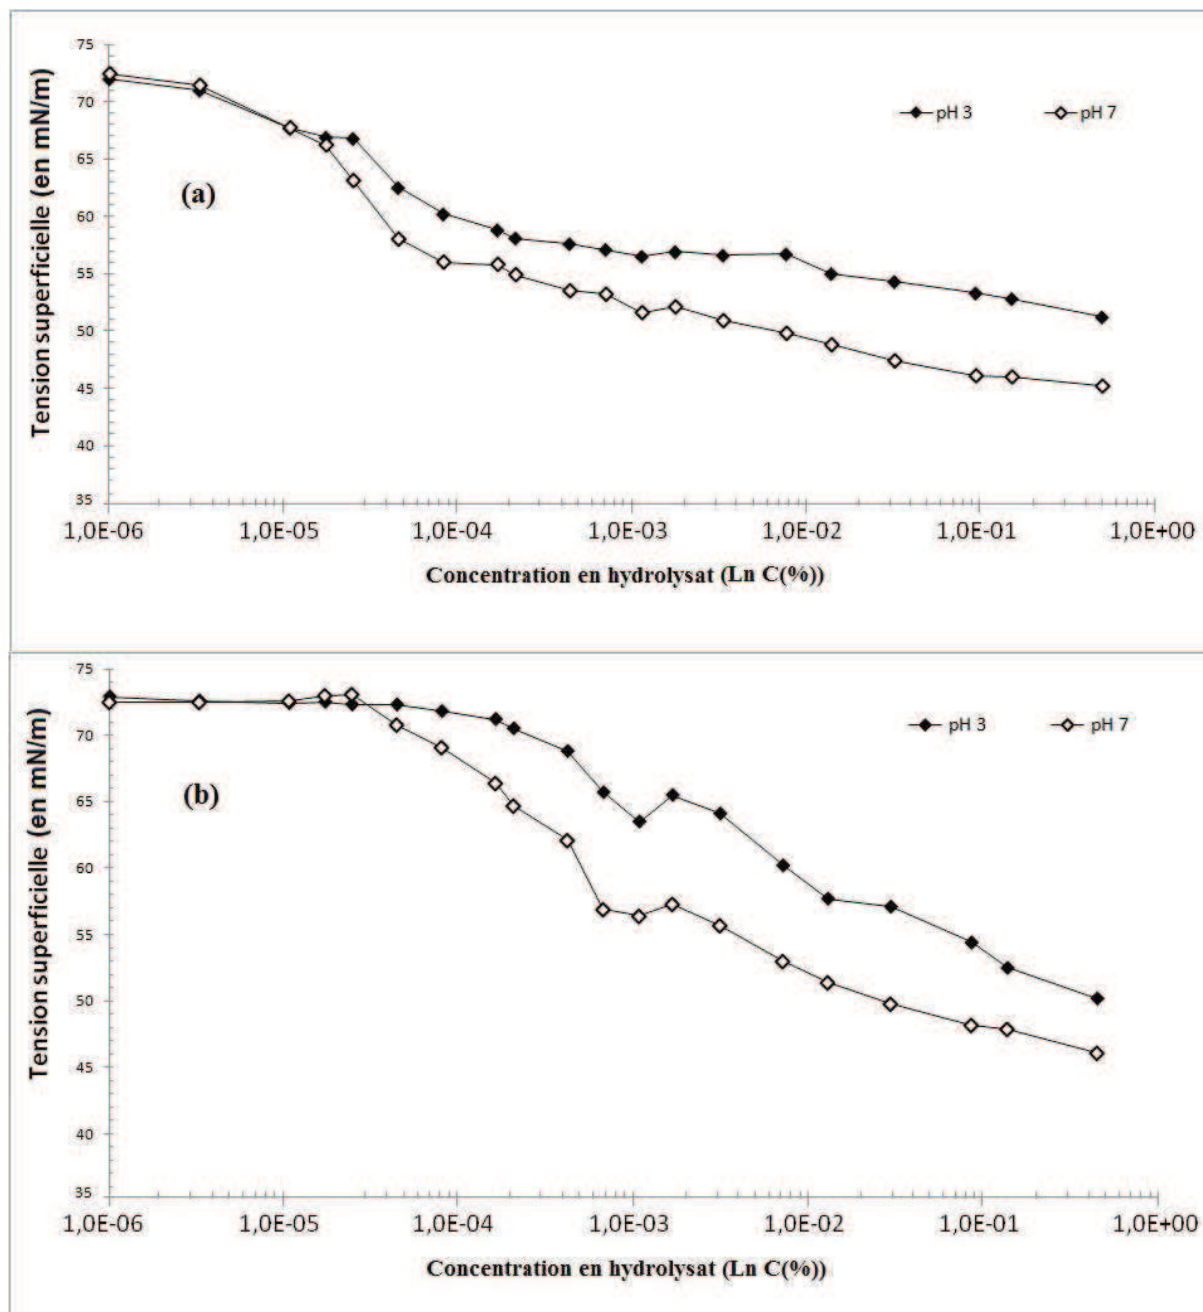 75
70
65
60
55
50
45
40
35
Tension superficielle (en mN/m)
(a)
pH 3
pH 7
1,0E-06
1,0E-05
1,0E-04
1,0E-03
1,0E-02
1,0E-01
1,0E+00
Concentration en hydrolysat (Ln C(%))
75
70
65
60
55
50
45
40
35
Tension superficielle (en mN/m)
(b)
pH 3
pH 7
1,0E-06
1,0E-05
1,0E-04
1,0E-03
1,0E-02
1,0E-01
1,0E+00
Concentration en hydrolysat (Ln C(%))